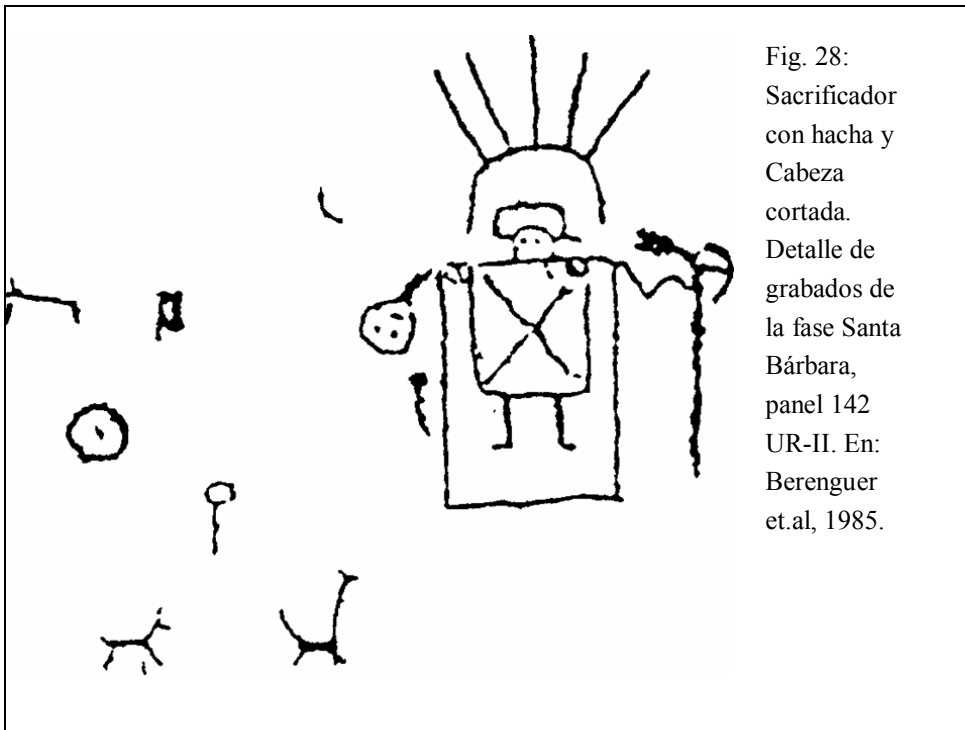 Fig. 28:
Sacrificador
con hacha y
Cabeza
cortada.
Detalle de
grabados de
la fase Santa
Bárbara,
panel 142
UR-II. En:
Berenguer
et.al, 1985.